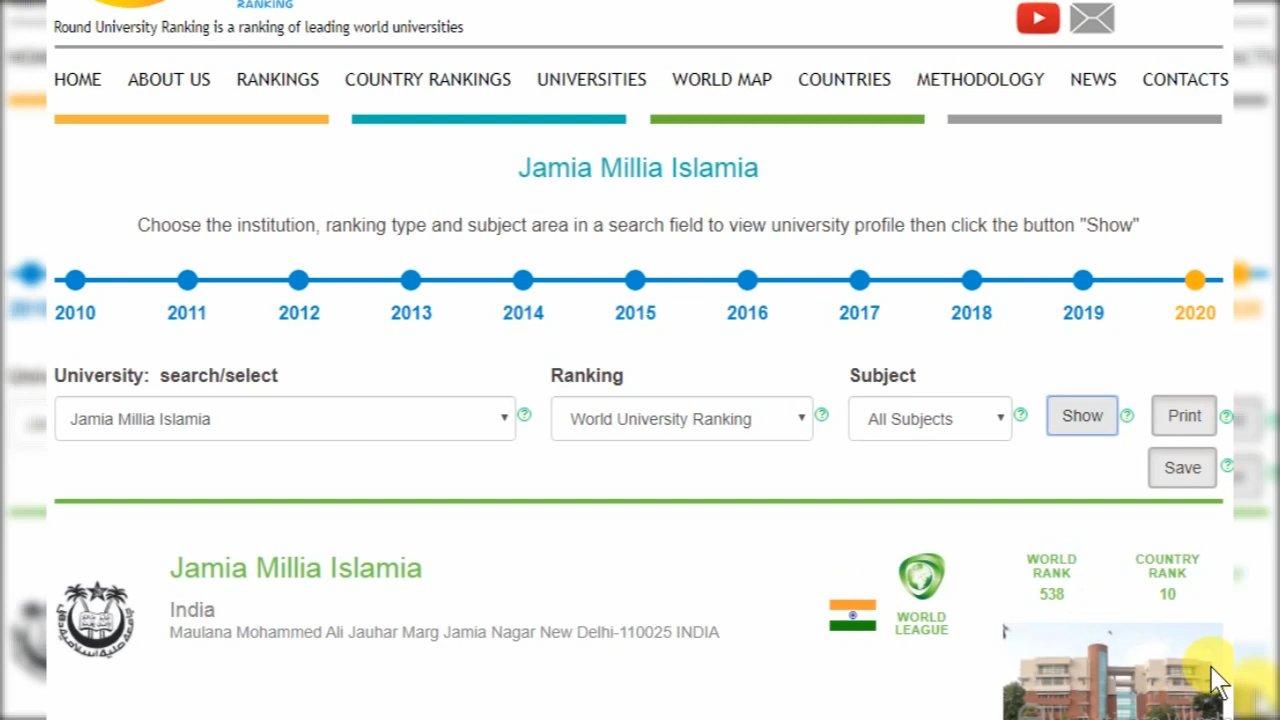 RANKING
Round University Ranking is a ranking of leading world universities
HOME ABOUT US RANKINGS COUNTRY RANKINGS UNIVERSITIES WORLD MAP COUNTRIES METHODOLOGY NEWS CONTACTS
Jamia Millia Islamia
Choose the institution, ranking type and subject area in a search field to view university profile then click the button "Show"
2010 2011 2012 2013 2014 2015 2016 2017 2018 2019 2020
University: search/select Ranking Subject
Jamia Millia Islamia World University Ranking All Subjects Show Print
Save
Jamia Millia Islamia
India
Maulana Mohammed Ali Jauhar Marg Jamia Nagar New Delhi-110025 INDIA
WORLD
LEAGUE
WORLD
RANK
538
COUNTRY
RANK
10